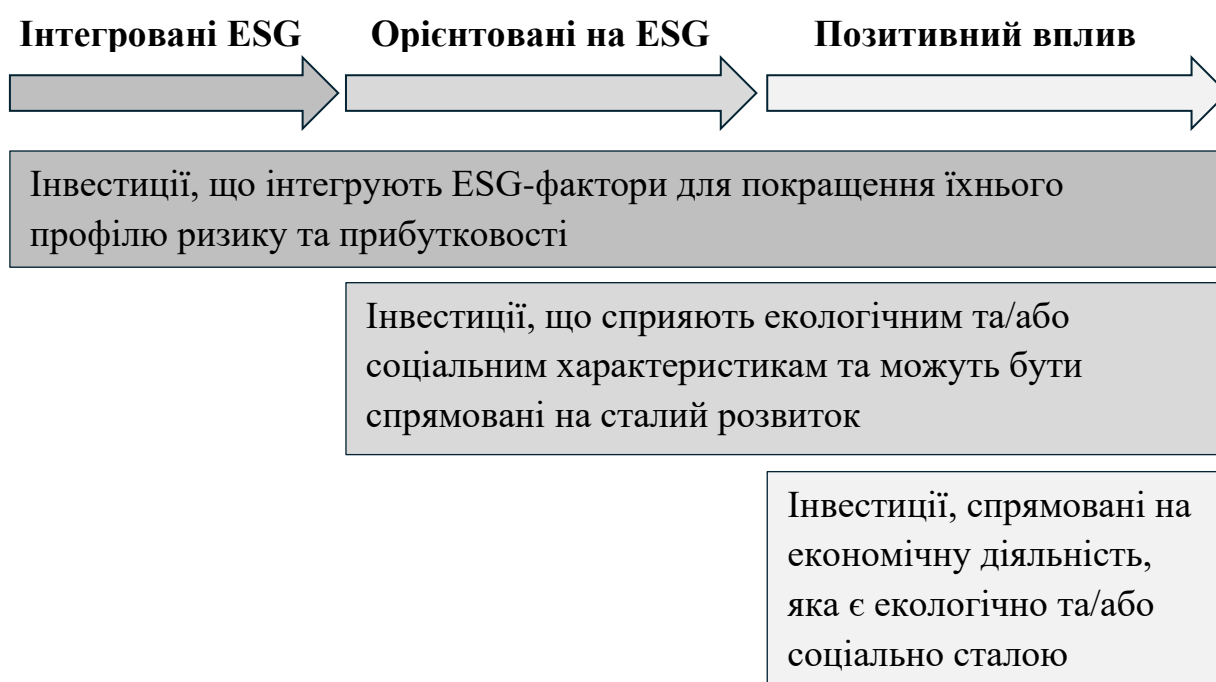 Інтегровані ESG
Орієнтовані на ESG
Позитивний вплив
Інвестиції, що інтегрують ESG-фактори для покращення їхнього
профілю ризику та прибутковості
Інвестиції, що сприяють екологічним та/або
соціальним характеристикам та можуть бути
спрямовані на сталий розвиток
Інвестиції, спрямовані на
економічну діяльність,
яка є екологічно та/або
соціально сталою